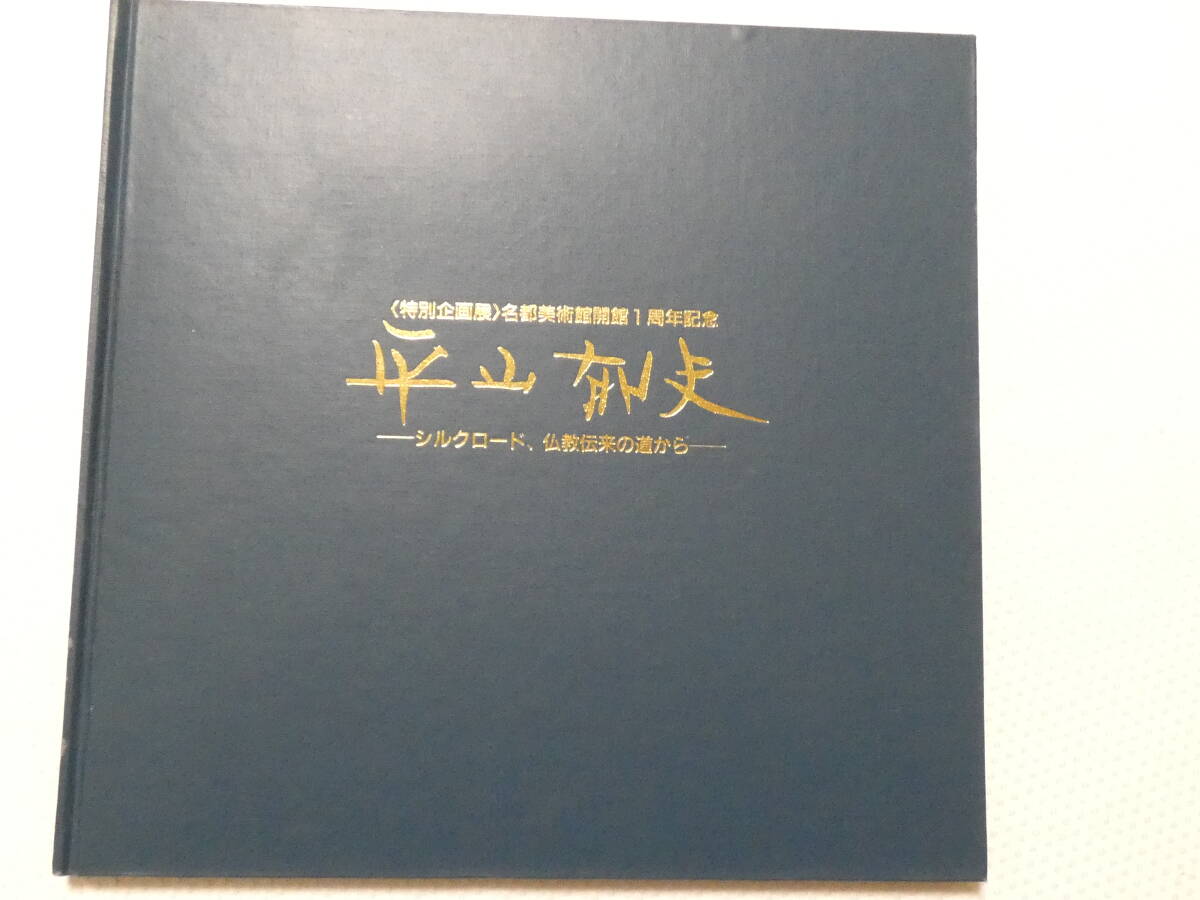 〈特別企画展〉名都美術館開館1周年記念
平山郁夫
──シルクロード、仏教伝来の道から──